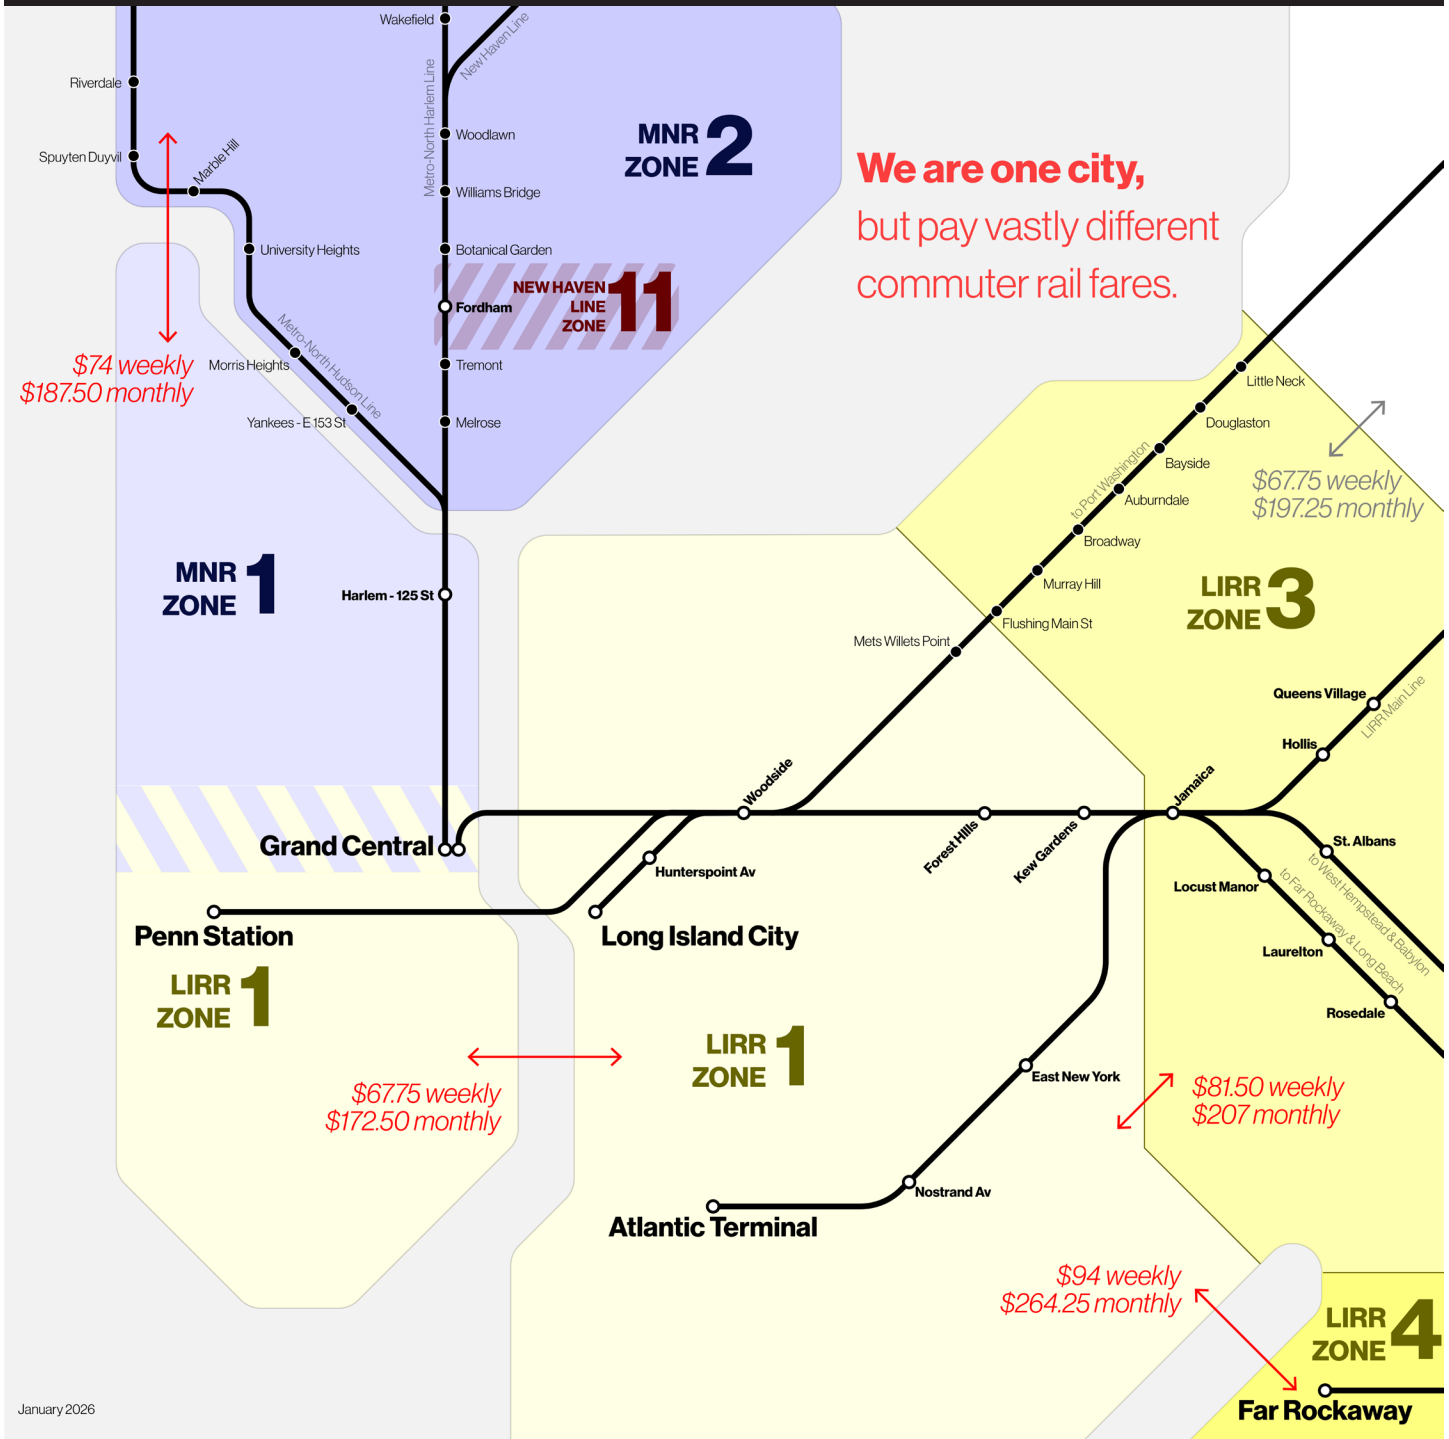 Wakefield
New Haven Line
Metro-North Harlem Line
Riverdale
Spuyten Duyvil
Marble Hill
Woodlawn
Williams Bridge
MNR
ZONE 2
We are one city,
but pay vastly different
commuter rail fares.
University Heights
Botanical Garden
NEW HAVEN
LINE
ZONE 11
Fordham
Metro-North Hudson Line
Morris Heights
Tremont
$74 weekly
$187.50 monthly
Yankees - E 153 St
Melrose
Little Neck
Douglaston
Bayside
to Port Washington
Auburndale
Broadway
Murray Hill
Flushing Main St
Mets Willets Point
$67.75 weekly
$197.25 monthly
MNR
ZONE 1
Harlem - 125 St
LIRR
ZONE 3
Queens Village
LIRR Main Line
Hollis
Woodside
Jamaica
Grand Central
Hunterspoint Av
Forest HIlls
Kew Gardens
St. Albans
to West Hempstead & Babylon
Locust Manor
to Far Rockaway & Long Beach
Laurelton
Rosedale
Penn Station
Long Island City
LIRR
ZONE 1
LIRR
ZONE 1
$67.75 weekly
$172.50 monthly
East New York
$81.50 weekly
$207 monthly
Nostrand Av
Atlantic Terminal
$94 weekly
$264.25 monthly
LIRR
ZONE 4
Far Rockaway
January 2026